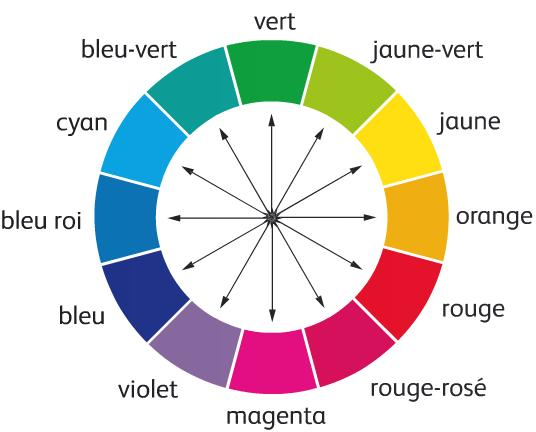 vert
jaune-vert
jaune
orange
rouge
rouge-rosé
magenta
violet
bleu
bleu roi
cyan
bleu-vert